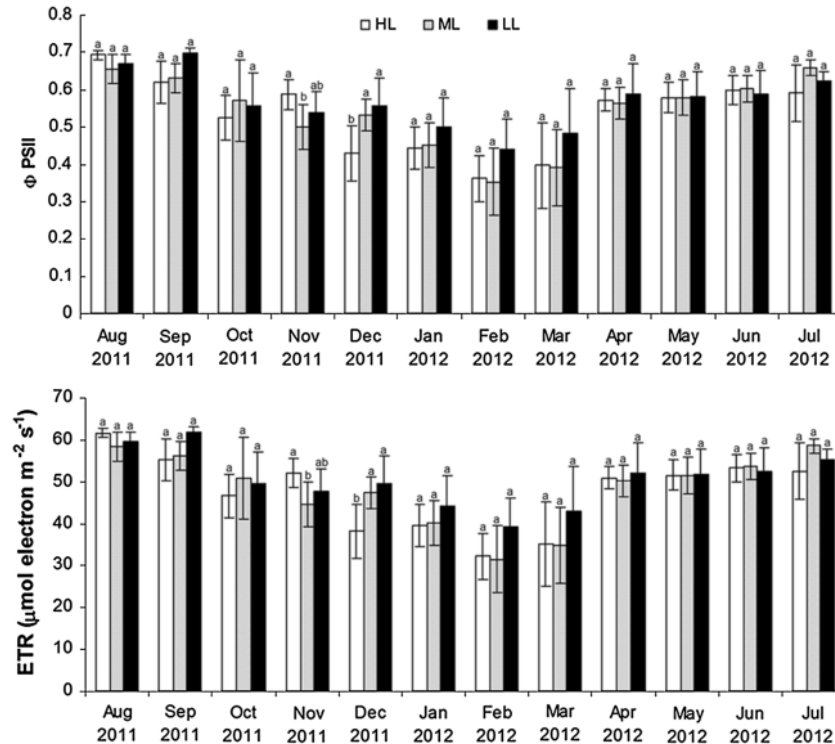 HL ML LL
0.8
0.7
0.6
0.5
0.4
0.3
0.2
0.1
0
Φ PSII
a a a a a a a a a a b ab b a a a a a a a a a a a a a a a a a a a a a a a
Aug Sep Oct Nov Dec Jan Feb Mar Apr May Jun Jul
2011 2011 2011 2011 2011 2012 2012 2012 2012 2012 2012 2012
70
60
50
40
30
20
10
0
ETR (μmol electron m⁻² s⁻¹)
a a a a a a a a a a b ab b a a a a a a a a a a a a a a a a a a a a a a a
Aug Sep Oct Nov Dec Jan Feb Mar Apr May Jun Jul
2011 2011 2011 2011 2011 2012 2012 2012 2012 2012 2012 2012